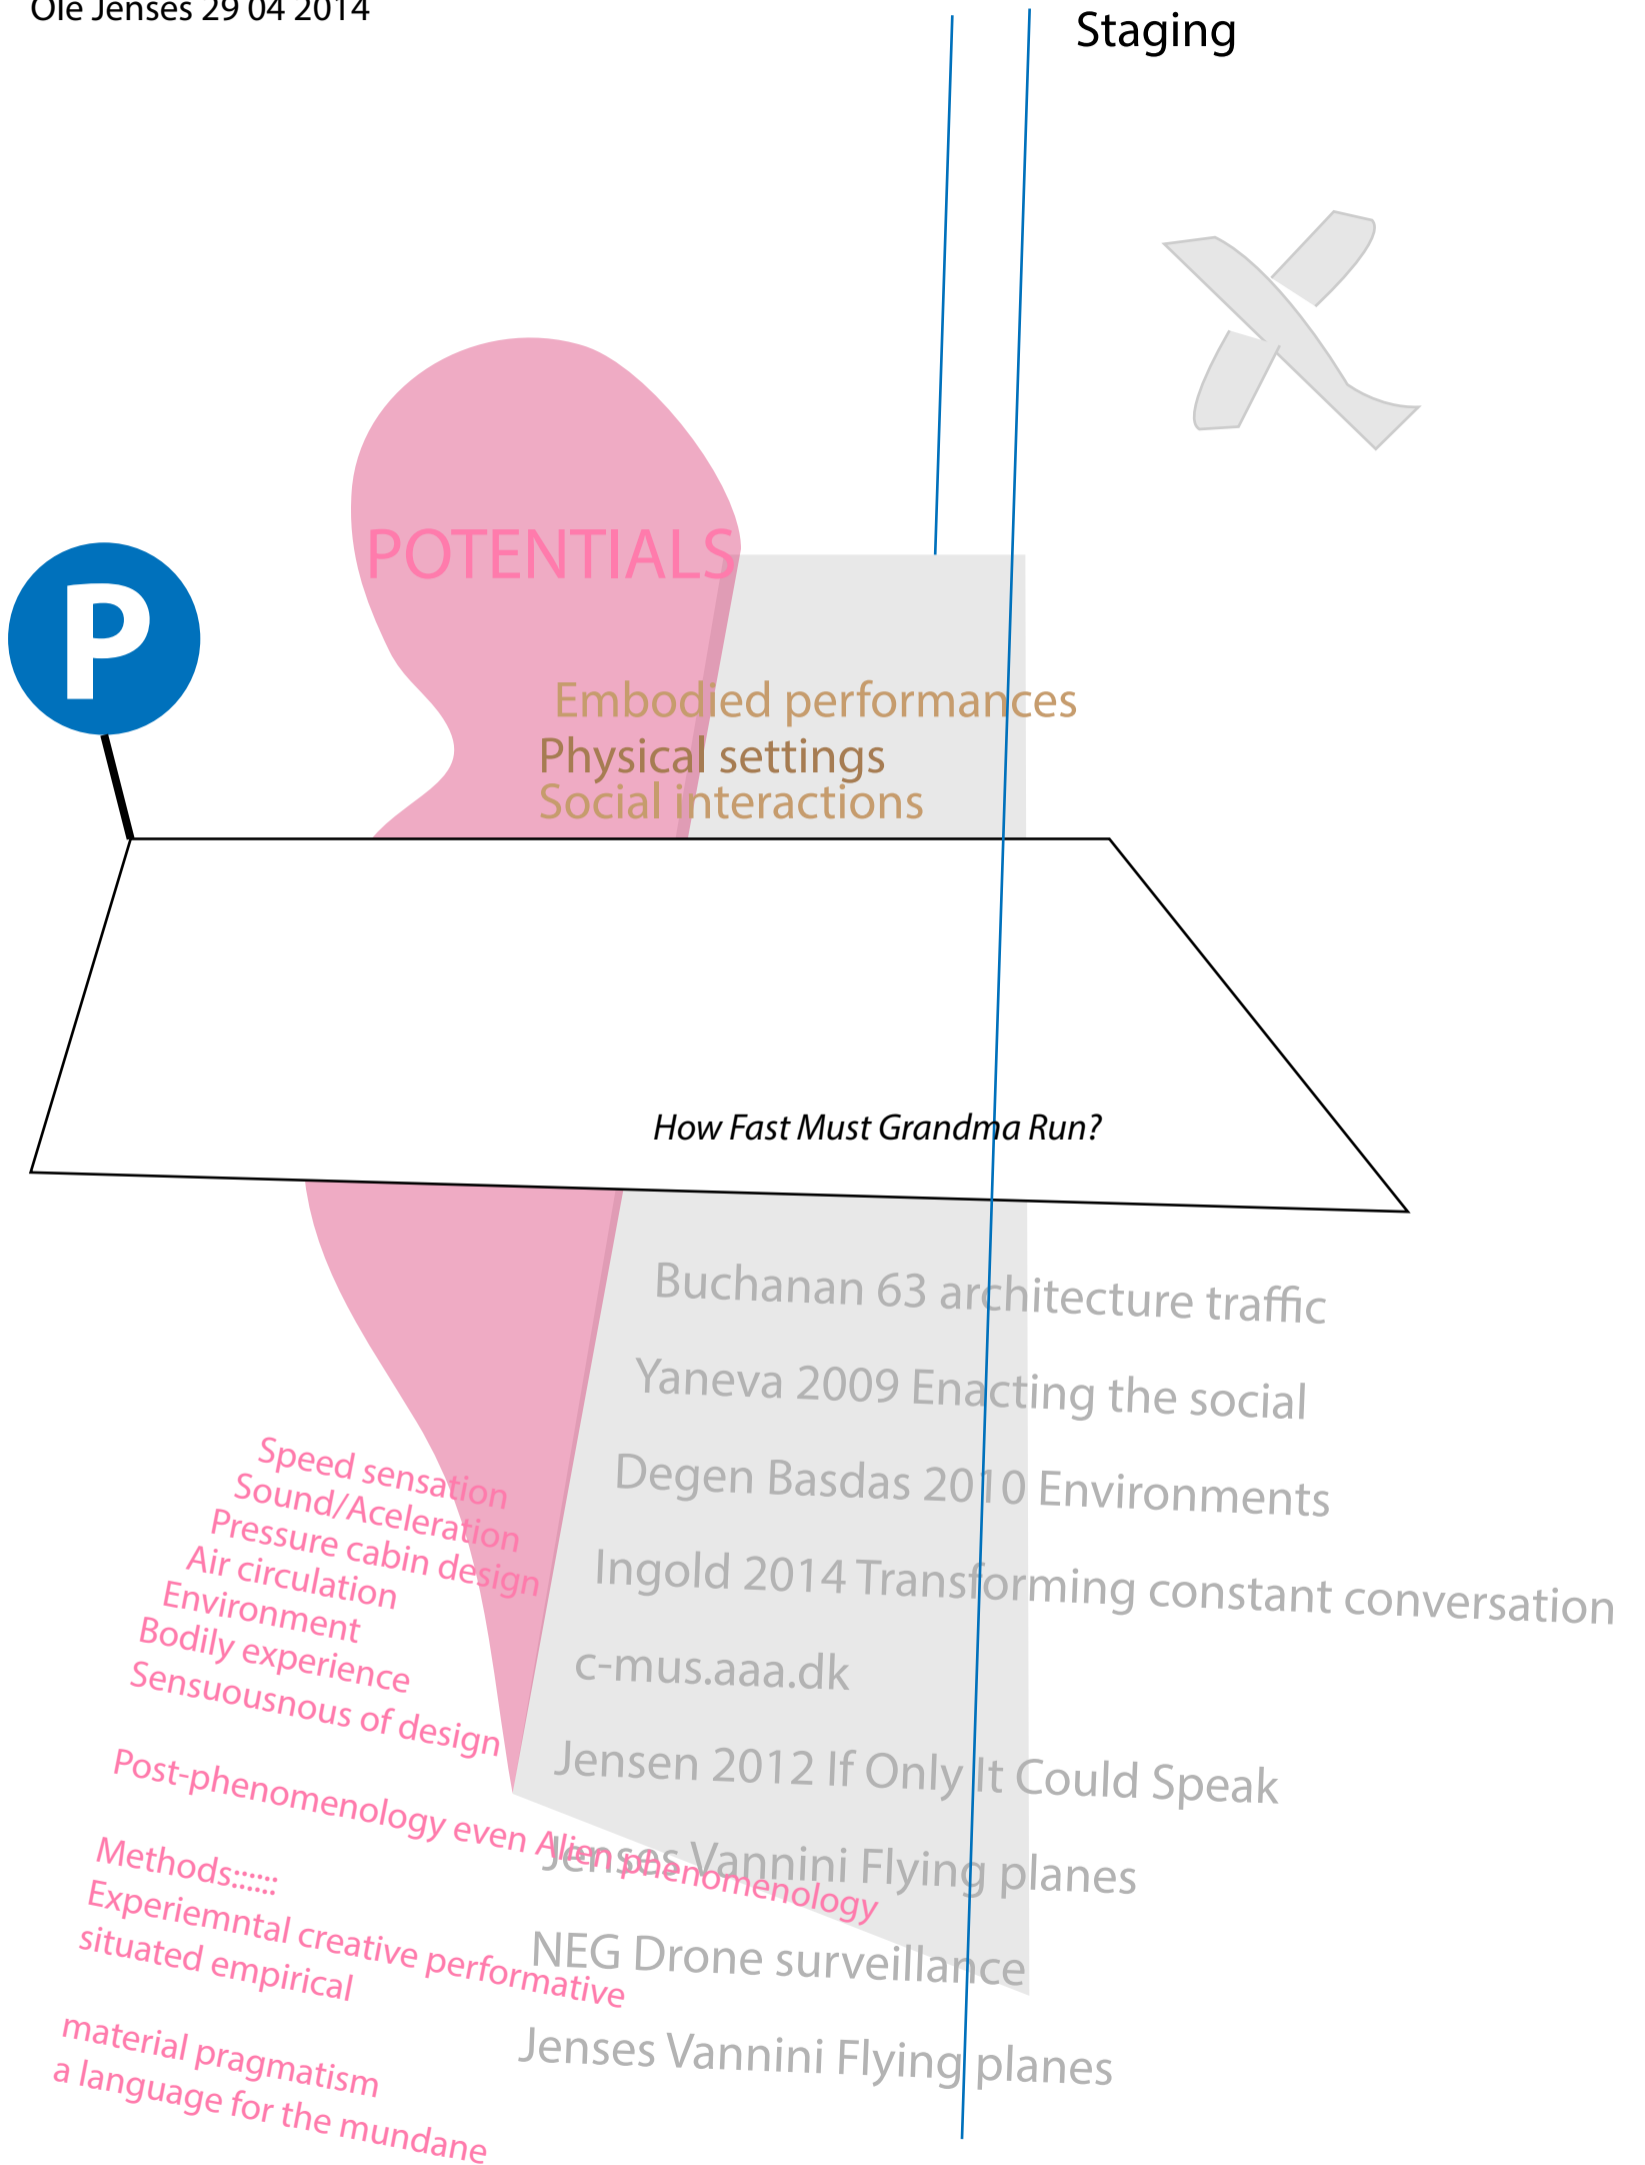 Ole Jenses 29 04 2014
Staging
POTENTIALS
P
Embodied performances
Physical settings
Social interactions
How Fast Must Grandma Run?
Buchanan 63 architecture traffic
Yaneva 2009 Enacting the social
Degen Basdas 2010 Environments
Ingold 2014 Transforming constant conversation
c-mus.aaa.dk
Jensen 2012 If Only It Could Speak
Jenses Vannini Flying planes
NEG Drone surveillance
Jenses Vannini Flying planes
Speed sensation
Sound/Aceleration
Pressure cabin design
Air circulation
Environment
Bodily experience
Sensuousnous of design
Post-phenomenology even Alien phenomenology
Methods::::::
Experiemntal creative performative
situated empirical
material pragmatism
a language for the mundane